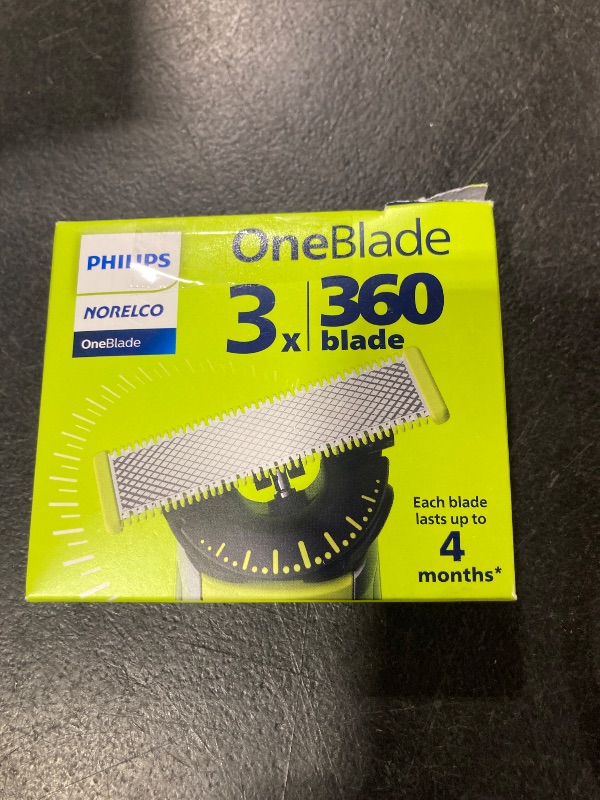 PHILIPS
NORELCO
OneBlade
OneBlade
3x | 360
blade
Each blade
lasts up to
4
months*